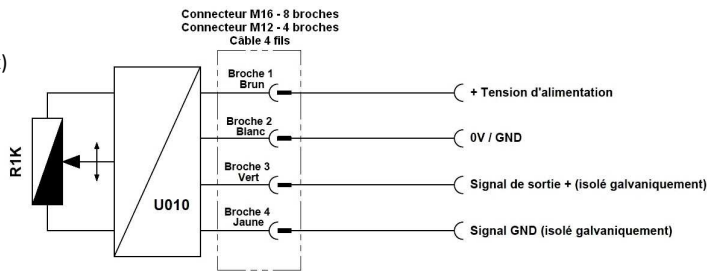 Connecteur M16 - 8 broches
Connecteur M12 - 4 broches
Câble 4 fils
)
Broche 1
Brun
+ Tension d'alimentation
Broche 2
Blanc
0V / GND
R1K
Broche 3
Vert
Signal de sortie + (isolé galvaniquement)
U010
Broche 4
Jaune
Signal GND (isolé galvaniquement)